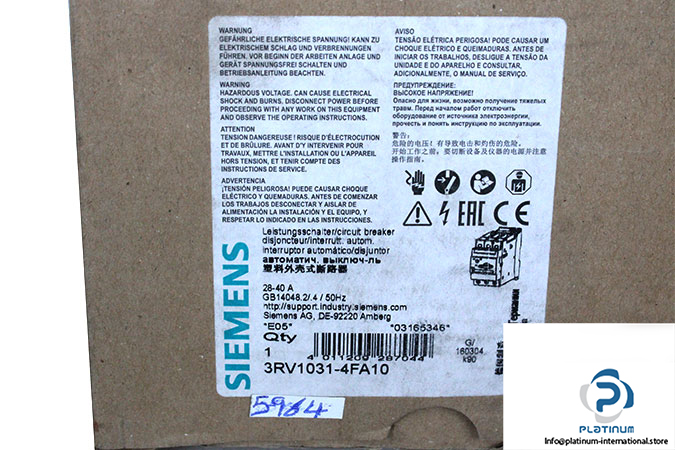 WARNUNG
GEFÄHRLICHE ELEKTRISCHE SPANNUNG! KANN ZU
ELEKTRISCHEM SCHLAG UND VERBRENNUNGEN
FÜHREN. VOR BEGINN DER ARBEITEN ANLAGE UND
GERÄT SPANNUNGSFREI SCHALTEN UND
BETRIEBSANLEITUNG BEACHTEN.
WARNING
HAZARDOUS VOLTAGE. CAN CAUSE ELECTRICAL
SHOCK AND BURNS. DISCONNECT POWER BEFORE
PROCEEDING WITH ANY WORK ON THIS EQUIPMENT
AND OBSERVE THE OPERATING INSTRUCTIONS.
ATTENTION
TENSION DANGEREUSE ! RISQUE D'ÉLECTROCUTION
ET DE BRÛLURE. AVANT D'Y INTERVENIR POUR
TRAVAUX, METTRE L'INSTALLATION OU L'APPAREIL
HORS TENSION, ET TENIR COMPTE DES
INSTRUCTIONS DE SERVICE.
ADVERTENCIA
¡TENSIÓN PELIGROSA! PUEDE CAUSAR CHOQUE
ELÉCTRICO Y QUEMADURAS. ANTES DE COMENZAR
LOS TRABAJOS DESCONECTAR Y AISLAR DE
ALIMENTACIÓN LA INSTALACIÓN Y EL EQUIPO, Y
RESPETAR LO INDICADO EN LAS INSTRUCCIONES.
AVISO
TENSÃO ELÉTRICA PERIGOSA! PODE CAUSAR UM
CHOQUE ELÉTRICO E QUEIMADURAS. ANTES DE
INICIAR OS TRABALHOS, DESLIGUE A TENSÃO DA
UNIDADE E DO APARELHO E CONSULTAR,
ADICIONALMENTE, O MANUAL DE SERVIÇO.
ПРЕДУПРЕЖДЕНИЕ:
ВЫСОКОЕ НАПРЯЖЕНИЕ.
Опасно для жизни, возможно получение тяжелых
травм. Перед началом работ отключить
оборудование от источника электроэнергии,
прочесть и понять инструкцию по эксплуатации.
警告:
危险的电压! 有导致电击和灼伤的危险。
开始工作之前, 要切断设备及仪器的电源并注意
操作指南。
EAC CE
SIEMENS
Leistungsschalter/circuit breaker
disjoncteur/interrutt. autom.
interruptor automático/disjuntor
автоматич. выключ-ль
塑料外壳式断路器
28-40 A
GB14048.2/.4 / 50Hz
http://support.industry.siemens.com
Siemens AG, DE-92220 Amberg
*E05*
*03165346*
Qty
1
4 011209 287044
3RV1031-4FA10
G/
160304
k90
5964
PLATINUM
Info@platinum-international.store